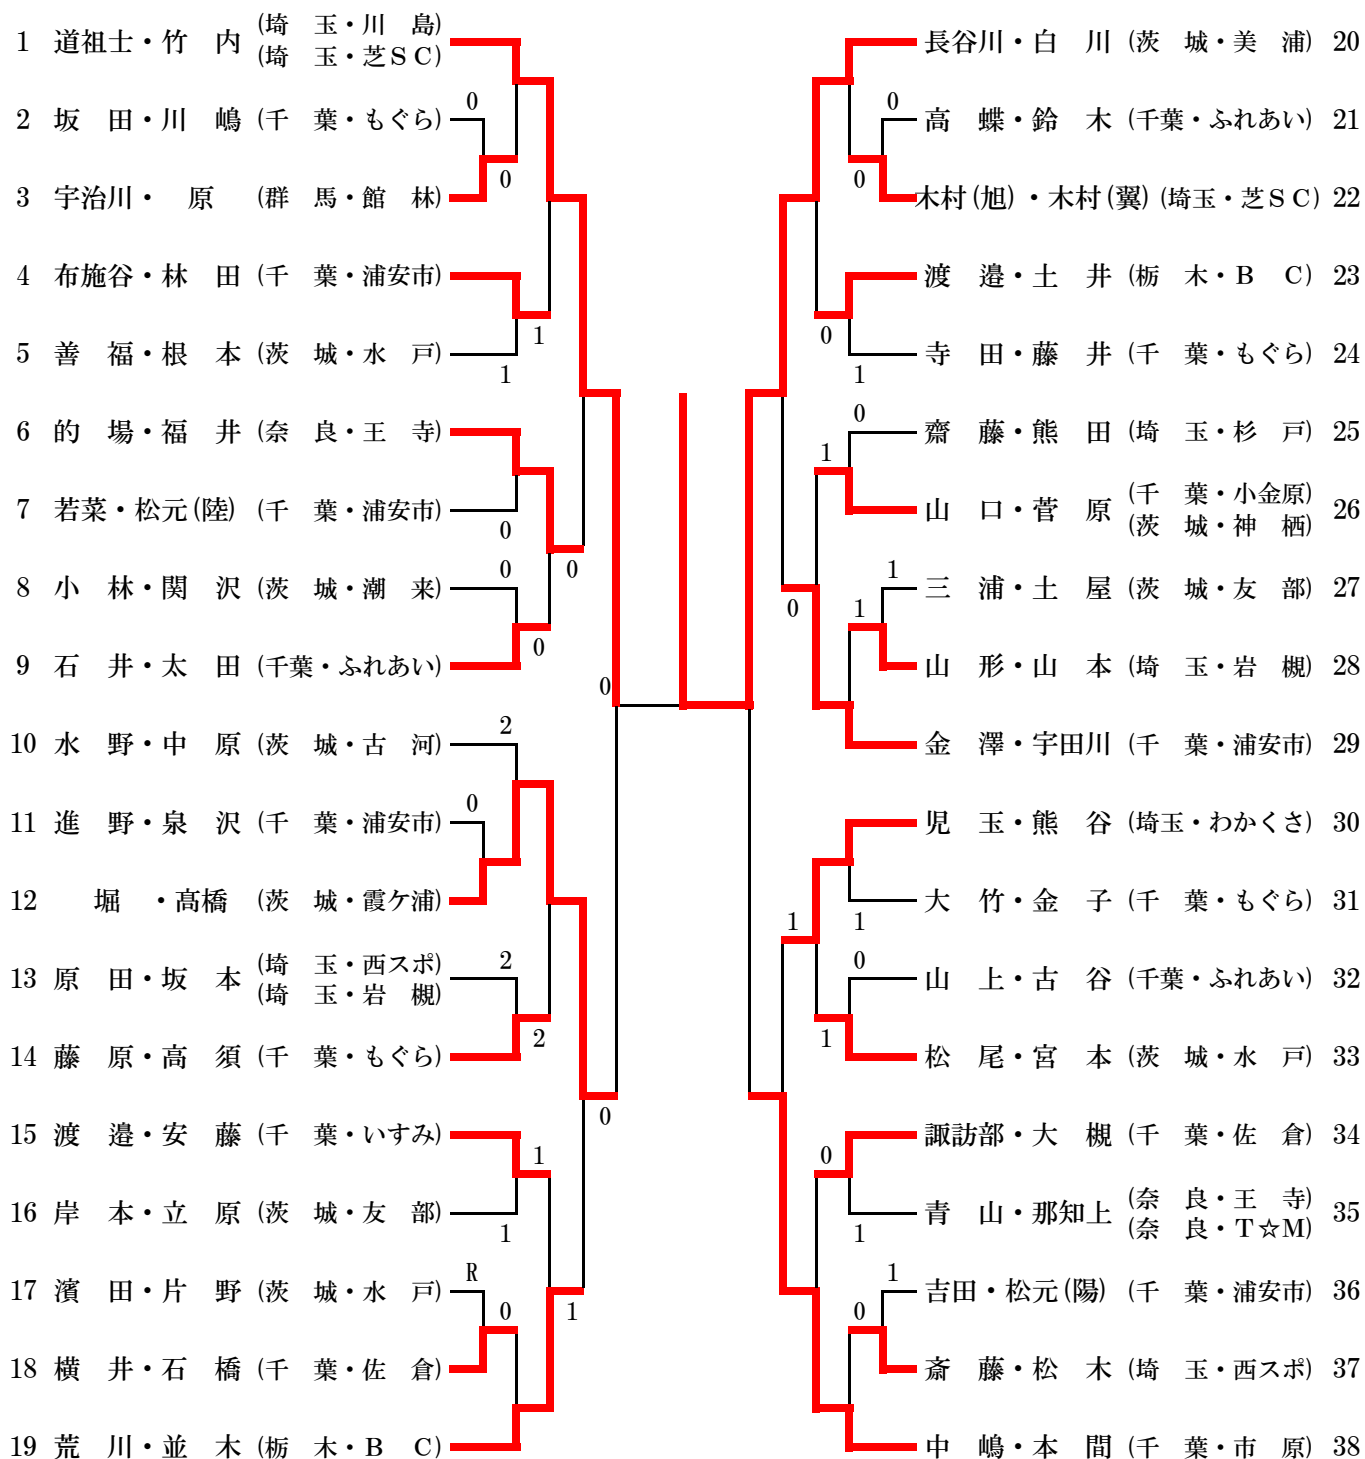 1 道祖士・竹 内 (埼 玉・川 島)
(埼 玉・芝SC)
2 坂 田・川 嶋 (千 葉・もぐら) 0
3 宇治川・ 原 (群 馬・館 林) 0
4 布施谷・林 田 (千 葉・浦安市)
1
5 善 福・根 本 (茨 城・水 戸) 1
6 的 場・福 井 (奈 良・王 寺)
7 若菜・松元(陸) (千 葉・浦安市) 0
0
8 小 林・関 沢 (茨 城・潮 来) 0
0
9 石 井・太 田 (千葉・ふれあい)
0
10 水 野・中 原 (茨 城・古 河) 2
11 進 野・泉 沢 (千 葉・浦安市) 0
12 堀 ・髙橋 (茨 城・霞ケ浦)
13 原 田・坂 本 (埼 玉・西スポ) 2
(埼 玉・岩 槻)
2
14 藤 原・高 須 (千 葉・もぐら)
0
15 渡 邉・安 藤 (千 葉・いすみ)
1
16 岸 本・立 原 (茨 城・友 部) 1
17 濱 田・片 野 (茨 城・水 戸) R
0 1
18 横 井・石 橋 (千 葉・佐 倉)
19 荒 川・並 木 (栃 木・B C)
長谷川・白 川 (茨 城・美 浦) 20
0 高 蝶・鈴 木 (千葉・ふれあい) 21
0 木村(旭)・木村(翼) (埼玉・芝SC) 22
渡 邉・土 井 (栃 木・B C) 23
0
1 寺 田・藤 井 (千 葉・もぐら) 24
0 齋 藤・熊 田 (埼 玉・杉 戸) 25
1
山 口・菅 原 (千 葉・小金原) 26
(茨 城・神 栖)
1 三 浦・土 屋 (茨 城・友 部) 27
0 1
山 形・山 本 (埼 玉・岩 槻) 28
金 澤・宇田川 (千 葉・浦安市) 29
児 玉・熊 谷 (埼玉・わかくさ) 30
1 大 竹・金 子 (千 葉・もぐら) 31
1
0 山 上・古 谷 (千葉・ふれあい) 32
1
松 尾・宮 本 (茨 城・水 戸) 33
諏訪部・大 槻 (千 葉・佐 倉) 34
0
1 青 山・那知上 (奈 良・王 寺) 35
(奈 良・T☆M)
1 吉田・松元(陽) (千 葉・浦安市) 36
0
斎 藤・松 木 (埼 玉・西スポ) 37
中 嶋・本 間 (千 葉・市 原) 38